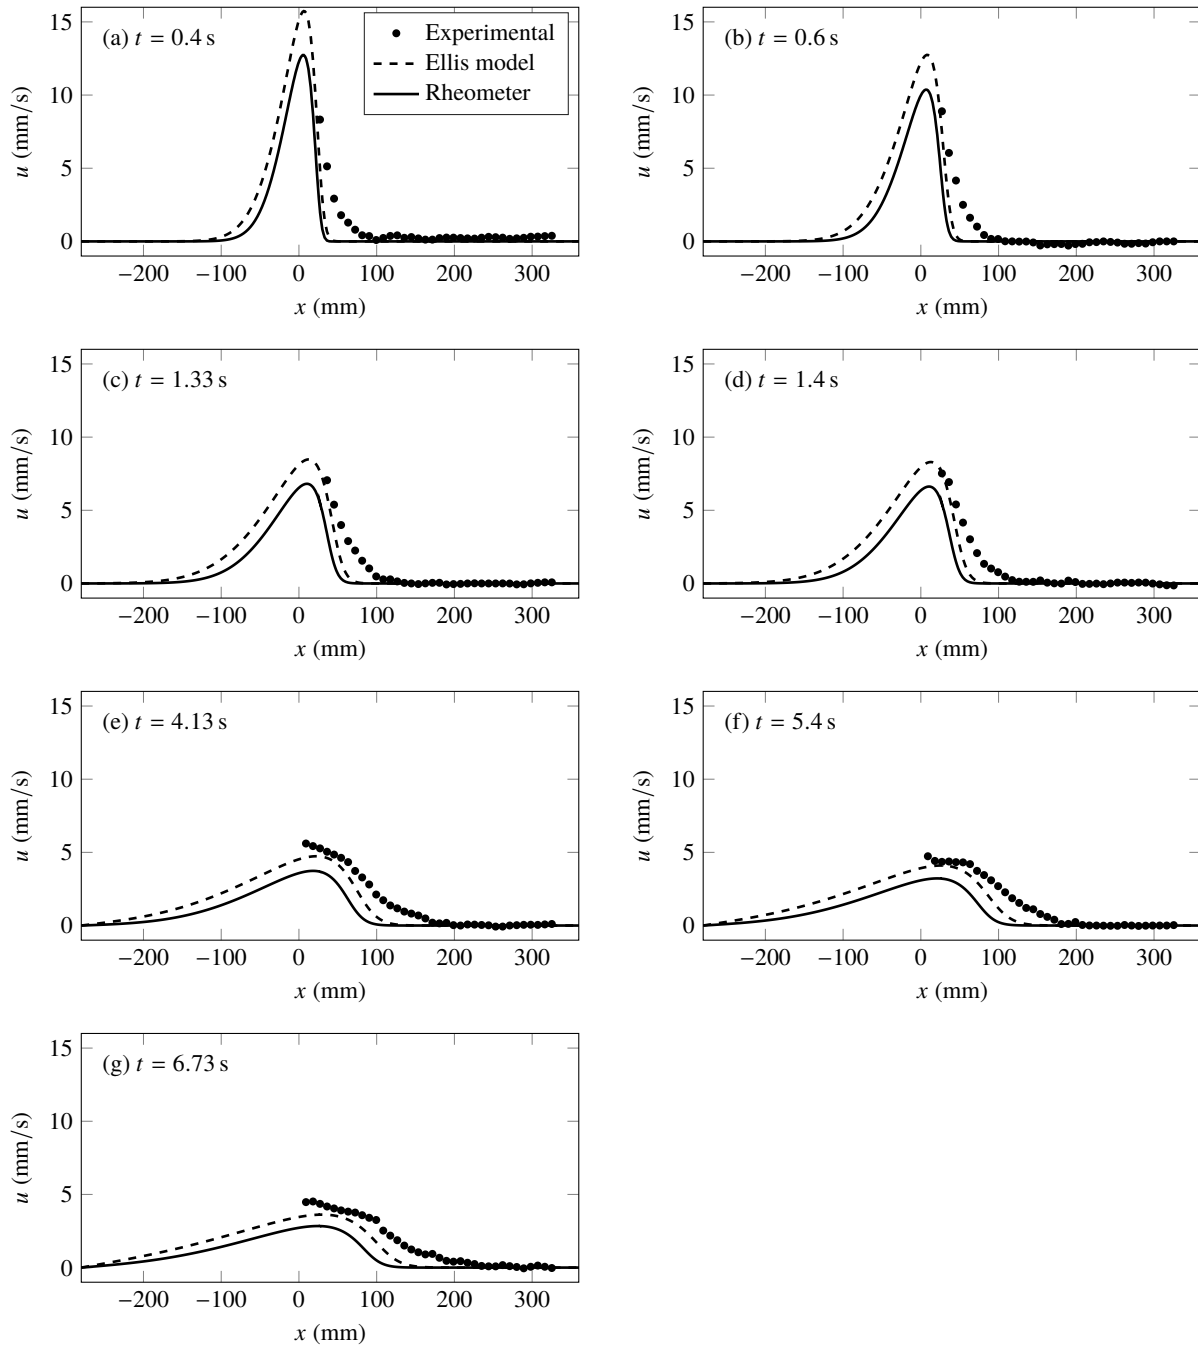 (a) t = 0.4 s
Experimental
Ellis model
Rheometer
15
10
5
0
u (mm/s)
−200 −100 0 100 200 300
x (mm)
(b) t = 0.6 s
15
10
5
0
u (mm/s)
−200 −100 0 100 200 300
x (mm)
(c) t = 1.33 s
15
10
5
0
u (mm/s)
−200 −100 0 100 200 300
x (mm)
(d) t = 1.4 s
15
10
5
0
u (mm/s)
−200 −100 0 100 200 300
x (mm)
(e) t = 4.13 s
15
10
5
0
u (mm/s)
−200 −100 0 100 200 300
x (mm)
(f) t = 5.4 s
15
10
5
0
u (mm/s)
−200 −100 0 100 200 300
x (mm)
(g) t = 6.73 s
15
10
5
0
u (mm/s)
−200 −100 0 100 200 300
x (mm)